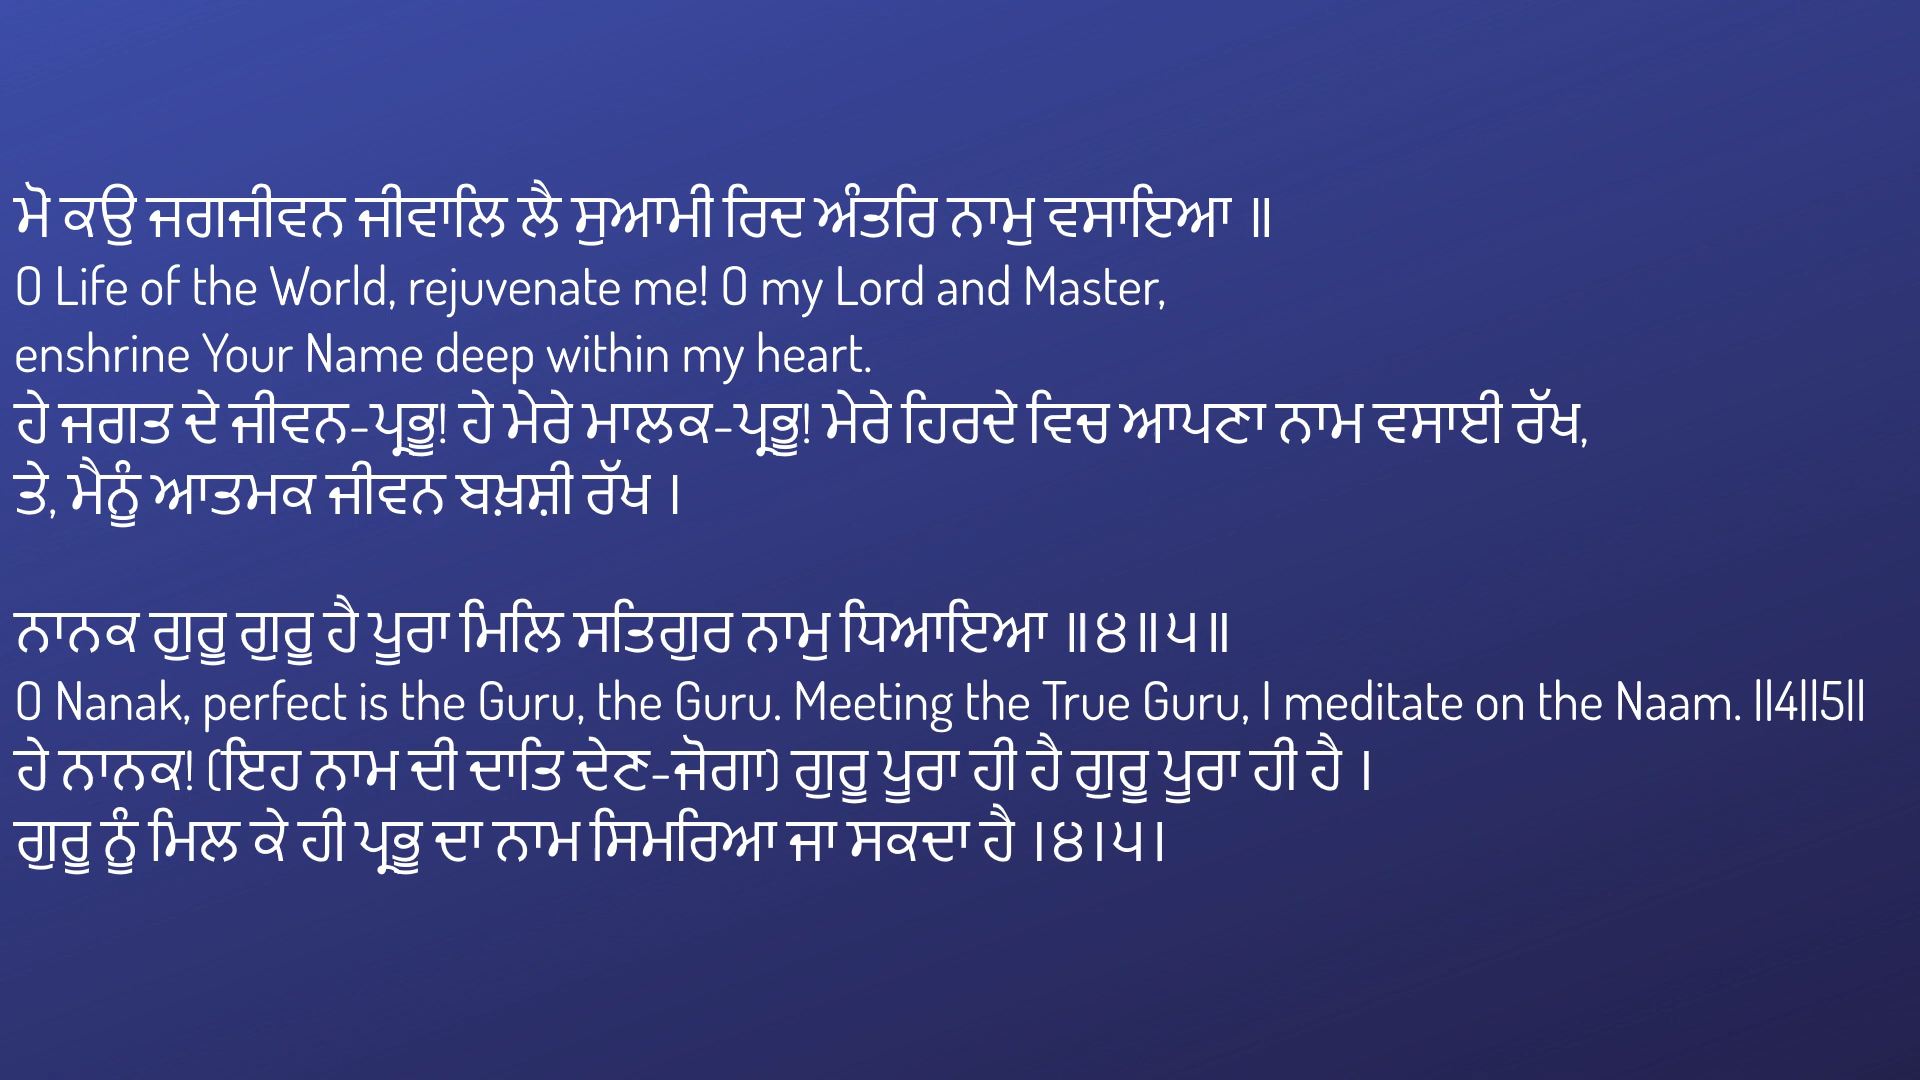 ਮੋ ਕਉ ਜਗਜੀਵਨ ਜੀਵਾਲਿ ਲੈ ਸੁਆਮੀ ਰਿਦ ਅੰਤਰਿ ਨਾਮੁ ਵਸਾਇਆ ॥
O Life of the World, rejuvenate me! O my Lord and Master,
enshrine Your Name deep within my heart.
ਹੇ ਜਗਤ ਦੇ ਜੀਵਨ-ਪ੍ਰਭੂ! ਹੇ ਮੇਰੇ ਮਾਲਕ-ਪ੍ਰਭੂ! ਮੇਰੇ ਹਿਰਦੇ ਵਿਚ ਆਪਣਾ ਨਾਮ ਵਸਾਈ ਰੱਖ,
ਤੇ, ਮੈਨੂੰ ਆਤਮਕ ਜੀਵਨ ਬਖ਼ਸ਼ੀ ਰੱਖ ।
ਨਾਨਕ ਗੁਰੂ ਗੁਰੂ ਹੈ ਪੂਰਾ ਮਿਲਿ ਸਤਿਗੁਰ ਨਾਮੁ ਧਿਆਇਆ ॥੪॥੫॥
O Nanak, perfect is the Guru, the Guru. Meeting the True Guru, I meditate on the Naam. ||4||5||
ਹੇ ਨਾਨਕ! (ਇਹ ਨਾਮ ਦੀ ਦਾਤਿ ਦੇਣ-ਜੋਗਾ) ਗੁਰੂ ਪੂਰਾ ਹੀ ਹੈ ਗੁਰੂ ਪੂਰਾ ਹੀ ਹੈ ।
ਗੁਰੂ ਨੂੰ ਮਿਲ ਕੇ ਹੀ ਪ੍ਰਭੂ ਦਾ ਨਾਮ ਸਿਮਰਿਆ ਜਾ ਸਕਦਾ ਹੈ ।੪।੫।